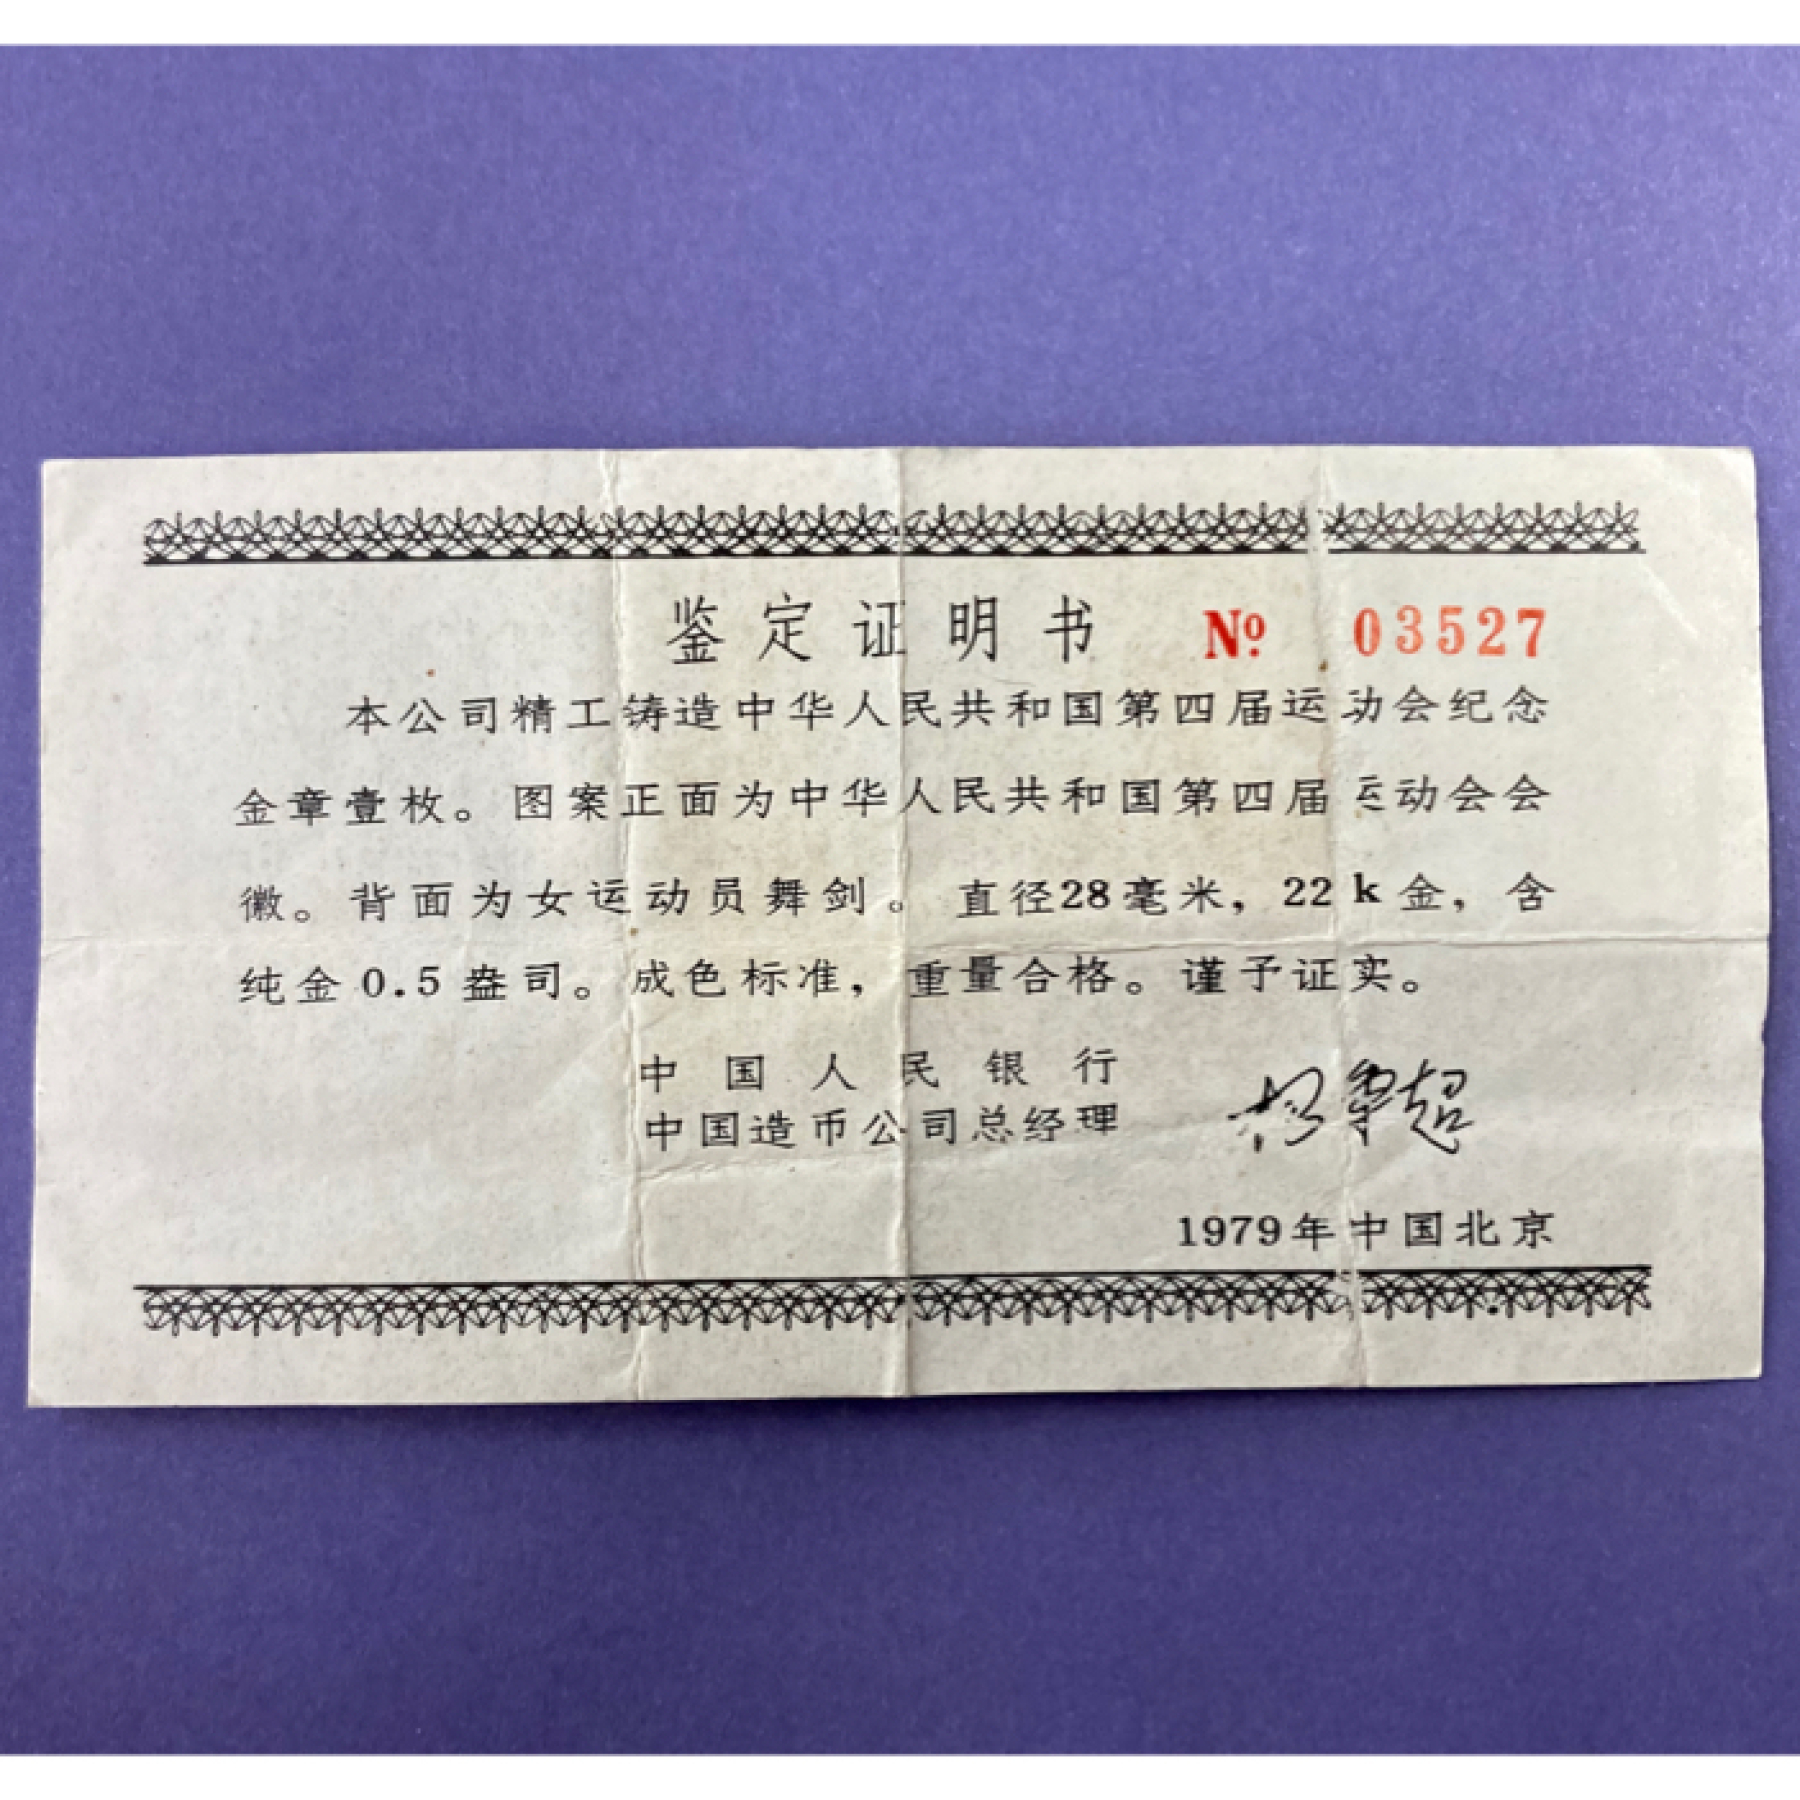 鉴定证明书 № 03527
本公司精工铸造中华人民共和国第四届运动会纪念
金章壹枚。图案正面为中华人民共和国第四届运动会会
徽。背面为女运动员舞剑。直径28毫米，22k金，含
纯金0.5盎司。成色标准，重量合格。谨予证实。
中国人民银行
中国造币公司总经理
1979年中国北京